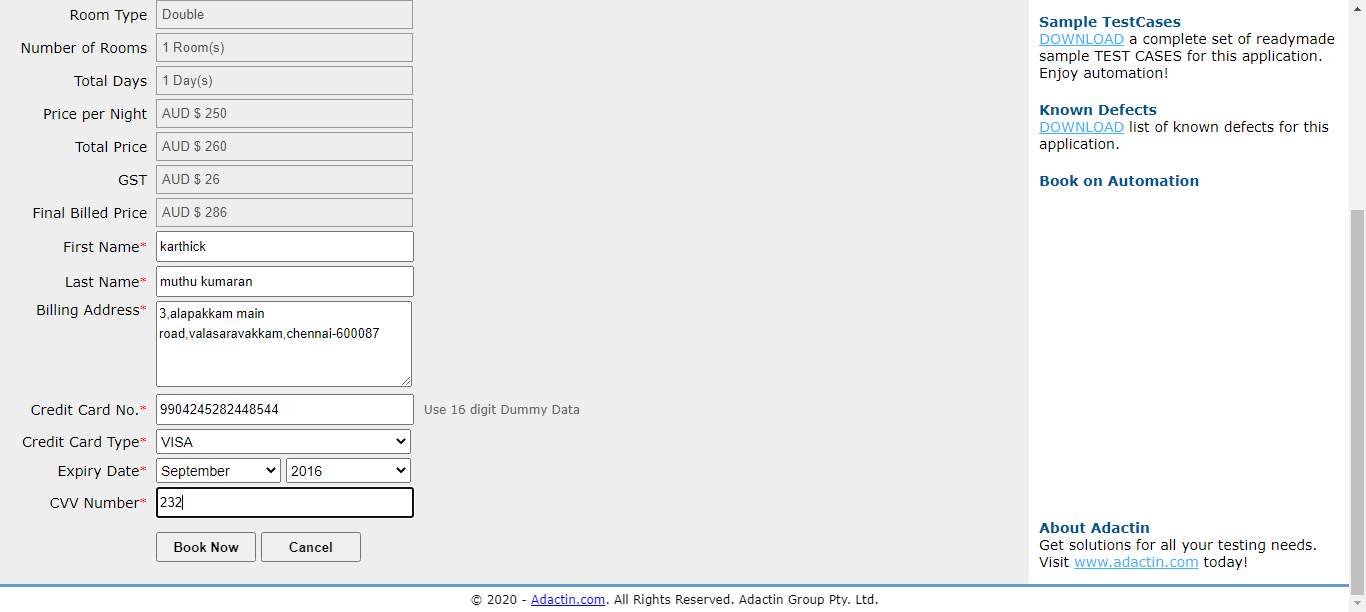 Room Type Double
Number of Rooms 1 Room(s)
Total Days 1 Day(s)
Price per Night AUD $ 250
Total Price AUD $ 260
GST AUD $ 26
Final Billed Price AUD $ 286
First Name* karthick
Last Name* muthu kumaran
Billing Address* 3,alapakkam main
road,valasaravakkam,chennai-600087
Credit Card No.* 9904245282448544 Use 16 digit Dummy Data
Credit Card Type* VISA
Expiry Date* September 2016
CVV Number* 232
Book Now Cancel
Sample TestCases
DOWNLOAD a complete set of readymade
sample TEST CASES for this application.
Enjoy automation!
Known Defects
DOWNLOAD list of known defects for this
application.
Book on Automation
About Adactin
Get solutions for all your testing needs.
Visit www.adactin.com today!
© 2020 - Adactin.com. All Rights Reserved. Adactin Group Pty. Ltd.